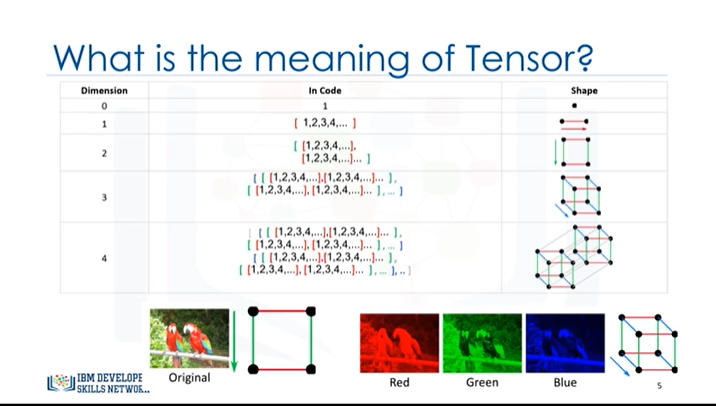 What is the meaning of Tensor?
Dimension In Code Shape
0 1
1 [ 1,2,3,4,... ]
2 [ [1,2,3,4,...],
[1,2,3,4,...]... ]
[ [ [1,2,3,4,...],[1,2,3,4,...]... ],
3 [ [1,2,3,4,...], [1,2,3,4,...]... ], ... ]
[ [ [ [1,2,3,4,...],[1,2,3,4,...]... ],
[ [1,2,3,4,...], [1,2,3,4,...]... ], ... ]
4 [ [ [1,2,3,4,...],[1,2,3,4,...]... ],
[ [1,2,3,4,...], [1,2,3,4,...]... ], ... ], .. ]
Original Red Green Blue
IBM DEVELOPE
SKILLS NETWO...
5